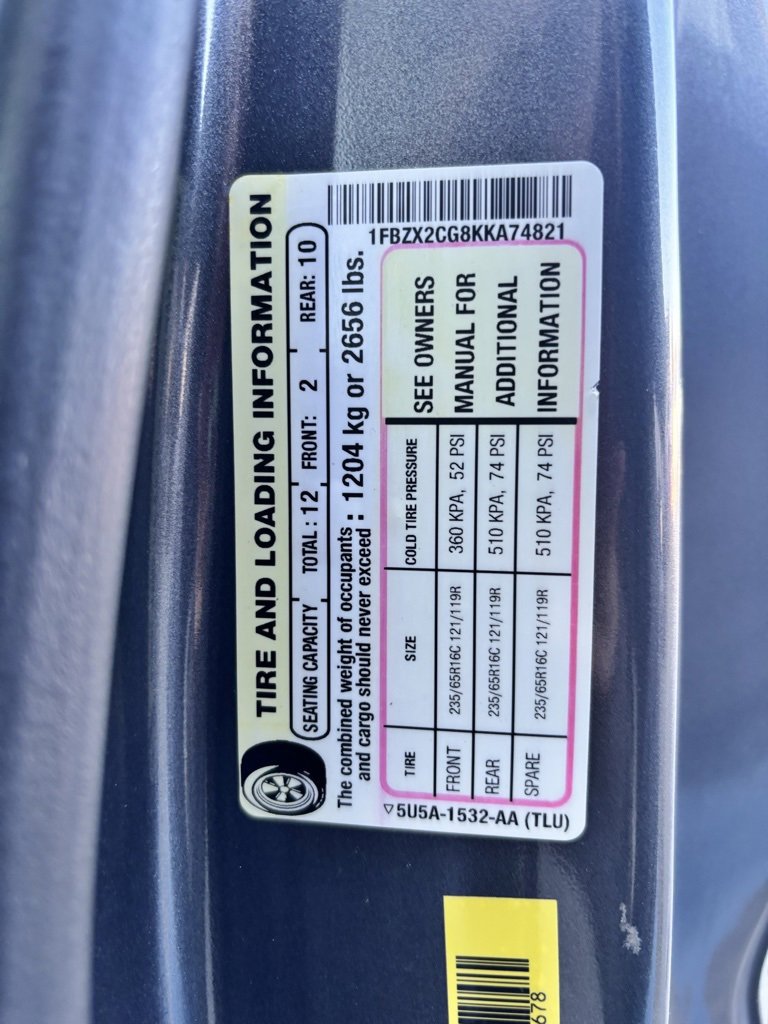 TIRE AND LOADING INFORMATION
SEATING CAPACITY TOTAL : 12 FRONT: 2 REAR: 10
The combined weight of occupants
and cargo should never exceed : 1204 kg or 2656 lbs.
1FBZX2CG8KKA74821
TIRE SIZE COLD TIRE PRESSURE
FRONT 235/65R16C 121/119R 360 KPA, 52 PSI
REAR 235/65R16C 121/119R 510 KPA, 74 PSI
SPARE 235/65R16C 121/119R 510 KPA, 74 PSI
SEE OWNERS
MANUAL FOR
ADDITIONAL
INFORMATION
▽5U5A-1532-AA (TLU)
678